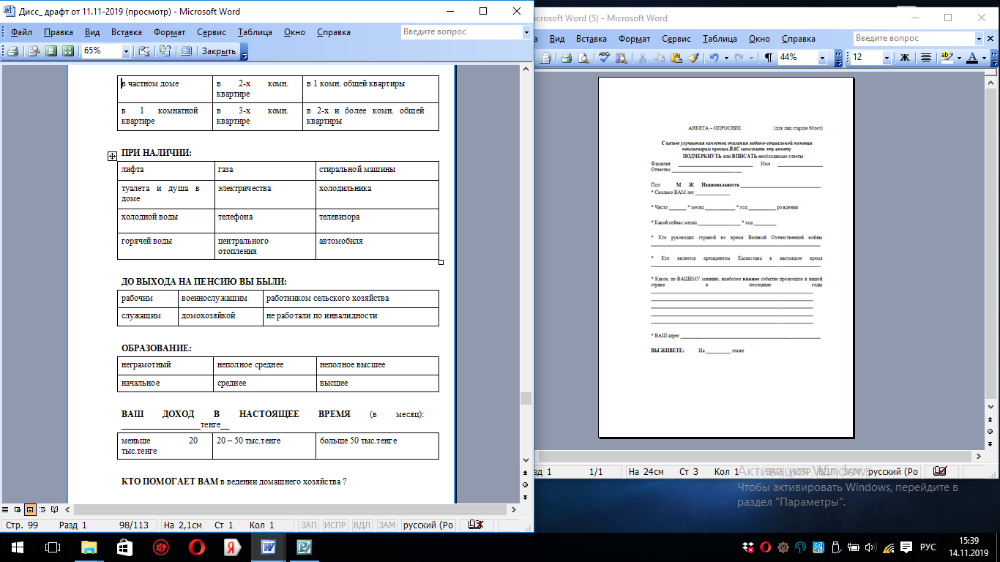 Дисс_ драфт от 11.11-2019 (просмотр) - Microsoft Word
Файл Правка Вид Вставка Формат Сервис Таблица Окно Справка
Введите вопрос
65% Закрыть
в частном доме
в 2-х комн. квартире
в 1 комн. общей квартиры
в 1 комнатной квартире
в 3-х комн. квартире
в 2-х и более комн. общей квартиры
ПРИ НАЛИЧИИ:
лифта газа стиральной машины
туалета и душа в доме
электричества холодильника
холодной воды телефона телевизора
горячей воды
центрального отопления
автомобиля
ДО ВЫХОДА НА ПЕНСИЮ ВЫ БЫЛИ:
рабочим военнослужащим работником сельского хозяйства
служащим домохозяйкой не работали по инвалидности
ОБРАЗОВАНИЕ:
неграмотный неполное среднее неполное высшее
начальное среднее высшее
ВАШ ДОХОД В НАСТОЯЩЕЕ ВРЕМЯ (в месяц):
__________________тенге__
меньше 20 тыс.тенге
20 – 50 тыс.тенге больше 50 тыс.тенге
КТО ПОМОГАЕТ ВАМ в ведении домашнего хозяйства ?
Стр. 99 Разд 1 98/113 На 2,1см Ст 1 Кол 1 ЗАП ИСПР ВДЛ ЗАМ русский (Ро
icrosoft Word (5) - Microsoft Word
а Вид Вставка Формат Сервис Таблица Окно Справка
Введите вопрос
44% 12 Ж
АНКЕТА – ОПРОСНИК (для лиц старше 60лет)
С целью улучшения качества оказания медико-социальной помощи
пенсионерам просим ВАС заполнить эту анкету
ПОДЧЕРКНУТЬ или ВПИСАТЬ необходимые ответы
Фамилия ____________ Имя ____________
Отчество ____________
Пол: М Ж Национальность ____________
* Сколько ВАМ лет ____________
* Число ______ * месяц ____________ * год __________ рождения
* Какой сейчас месяц ____________ * год ________
* Кто руководил страной во время Великой Отечественной войны
* Кто является президентом Казахстана в настоящее время
* Какое, по ВАШЕМУ мнению, наиболее важное событие произошло в нашей
стране в последние годы
* ВАШ адрес ____________
ВЫ ЖИВЕТЕ: На ________ этаже
зд 1 1/1 На 24см Ст 3 Кол 1 ЗАП ИСПР ВДЛ ЗАМ русский (Ро
Активация Windows
Чтобы активировать Windows, перейдите в
раздел "Параметры".
РУС
15:39
14.11.2019